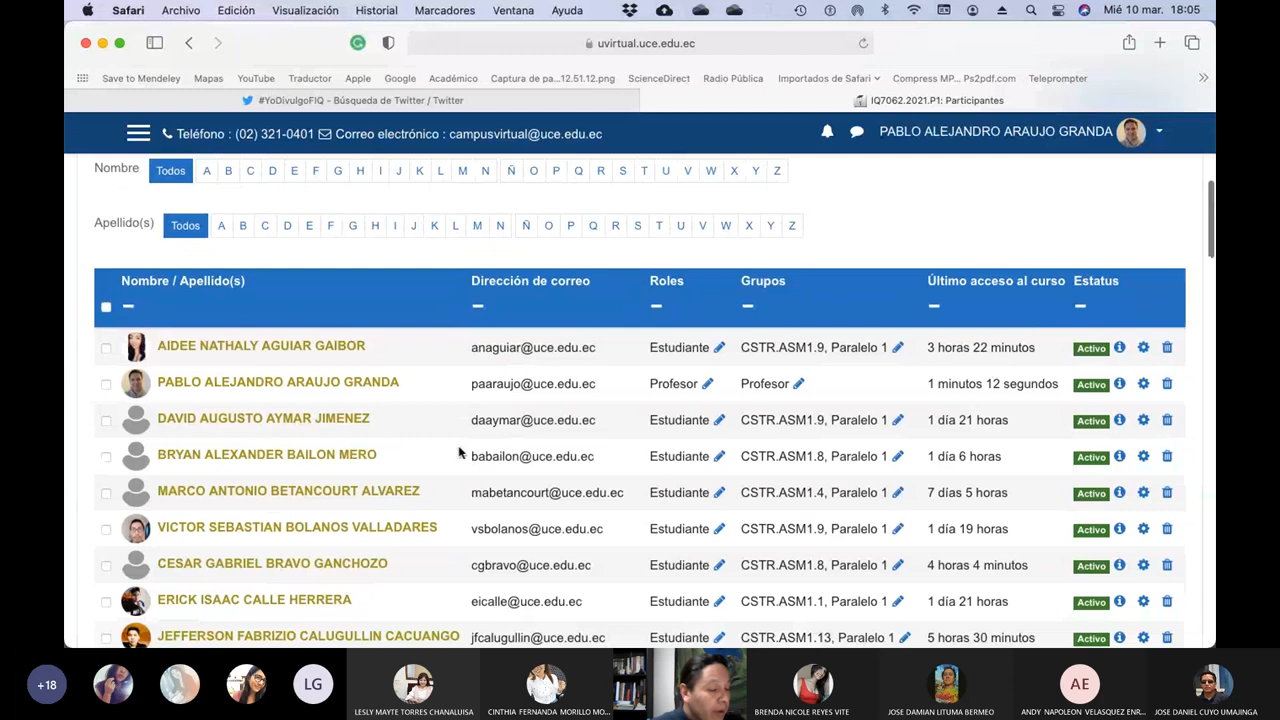 Safari Archivo Edición Visualización Historial Marcadores Ventana Ayuda Mié 10 mar. 18:05
uvirtual.uce.edu.ec
Save to Mendeley Mapas YouTube Traductor Apple Google Académico Captura de pa...12.51.12.png ScienceDirect Radio Pública Importados de Safari Compress MP... Ps2pdf.com Teleprompter
#YoDivulgoFIQ - Búsqueda de Twitter / Twitter IQ7062.2021.P1: Participantes
Teléfono : (02) 321-0401 Correo electrónico : campusvirtual@uce.edu.ec PABLO ALEJANDRO ARAUJO GRANDA
Nombre Todos A B C D E F G H I J K L M N Ñ O P Q R S T U V W X Y Z
Apellido(s) Todos A B C D E F G H I J K L M N Ñ O P Q R S T U V W X Y Z
Nombre / Apellido(s) Dirección de correo Roles Grupos Último acceso al curso Estatus
AIDEE NATHALY AGUIAR GAIBOR anaguiar@uce.edu.ec Estudiante CSTR.ASM1.9, Paralelo 1 3 horas 22 minutos Activo
PABLO ALEJANDRO ARAUJO GRANDA paaraujo@uce.edu.ec Profesor Profesor 1 minutos 12 segundos Activo
DAVID AUGUSTO AYMAR JIMENEZ daaymar@uce.edu.ec Estudiante CSTR.ASM1.9, Paralelo 1 1 día 21 horas Activo
BRYAN ALEXANDER BAILON MERO babailon@uce.edu.ec Estudiante CSTR.ASM1.8, Paralelo 1 1 día 6 horas Activo
MARCO ANTONIO BETANCOURT ALVAREZ mabetancourt@uce.edu.ec Estudiante CSTR.ASM1.4, Paralelo 1 7 días 5 horas Activo
VICTOR SEBASTIAN BOLANOS VALLADARES vsbolanos@uce.edu.ec Estudiante CSTR.ASM1.9, Paralelo 1 1 día 19 horas Activo
CESAR GABRIEL BRAVO GANCHOZO cgbravo@uce.edu.ec Estudiante CSTR.ASM1.8, Paralelo 1 4 horas 4 minutos Activo
ERICK ISAAC CALLE HERRERA eicalle@uce.edu.ec Estudiante CSTR.ASM1.1, Paralelo 1 1 día 21 horas Activo
JEFFERSON FABRIZIO CALUGULLIN CACUANGO jfcalugullin@uce.edu.ec Estudiante CSTR.ASM1.13, Paralelo 1 5 horas 30 minutos Activo
+18 LG AE
LESLY MAYTE TORRES CHANALUISA CINTHIA FERNANDA MORILLO MO... BRENDA NICOLE REYES VITE JOSE DAMIAN LITUMA BERMEO ANDY NAPOLEON VELASQUEZ ENR... JOSE DANIEL CUYO UMAJINGA